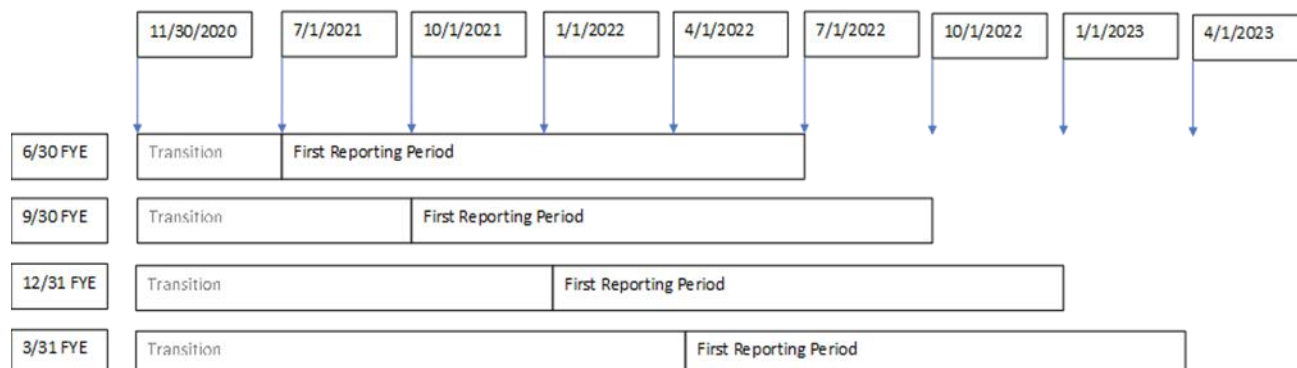 11/30/2020 7/1/2021 10/1/2021 1/1/2022 4/1/2022 7/1/2022 10/1/2022 1/1/2023 4/1/2023
6/30 FYE Transition First Reporting Period
9/30 FYE Transition First Reporting Period
12/31 FYE Transition First Reporting Period
3/31 FYE Transition First Reporting Period